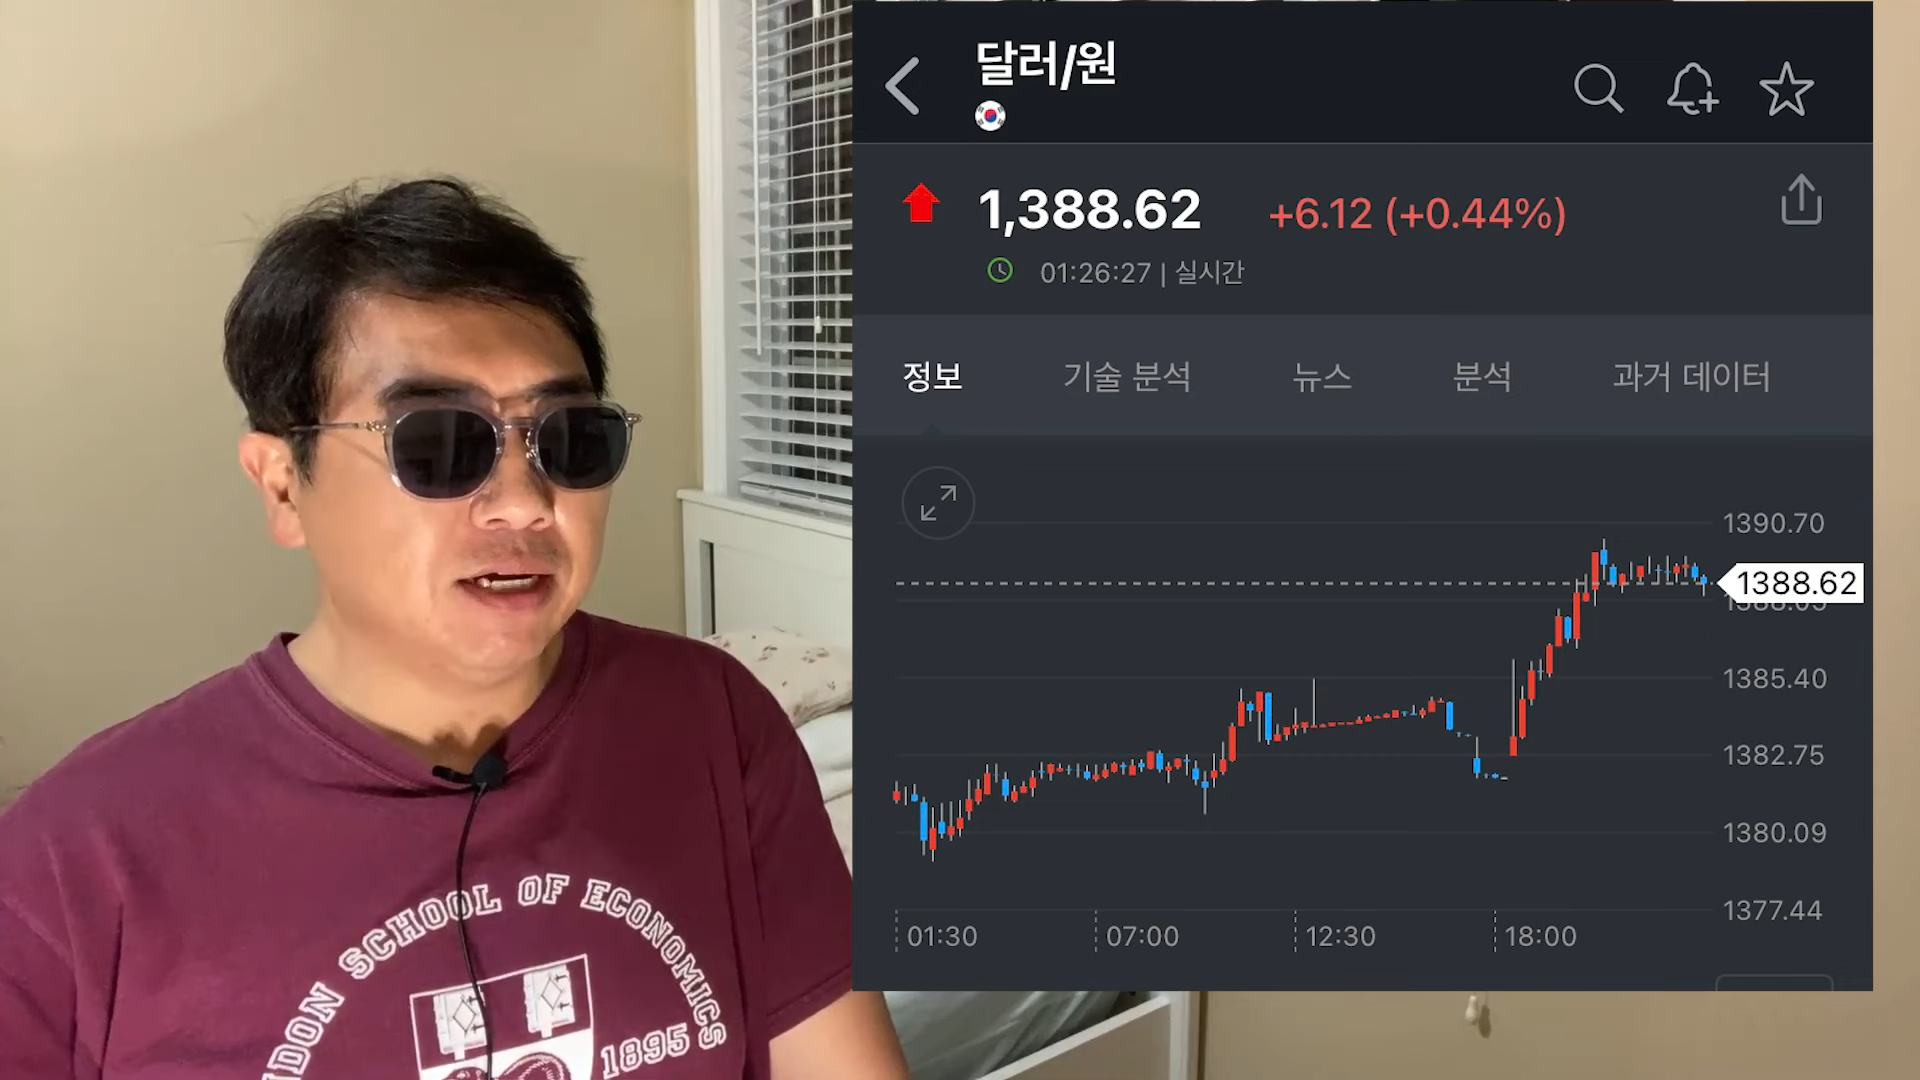 달러/원
1,388.62 +6.12 (+0.44%)
01:26:27 | 실시간
정보 기술 분석 뉴스 분석 과거 데이터
1390.70
1388.62
1385.40
1382.75
1380.09
1377.44
01:30 07:00 12:30 18:00
SCHOOL OF ECONOMICS
1895